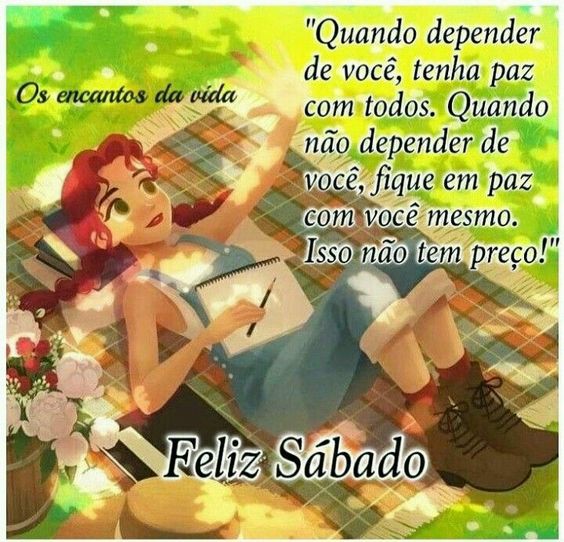 "Quando depender
de você, tenha paz
com todos. Quando
não depender de
você, fique em paz
com você mesmo.
Isso não tem preço!"
Os encantos da vida
Feliz Sábado